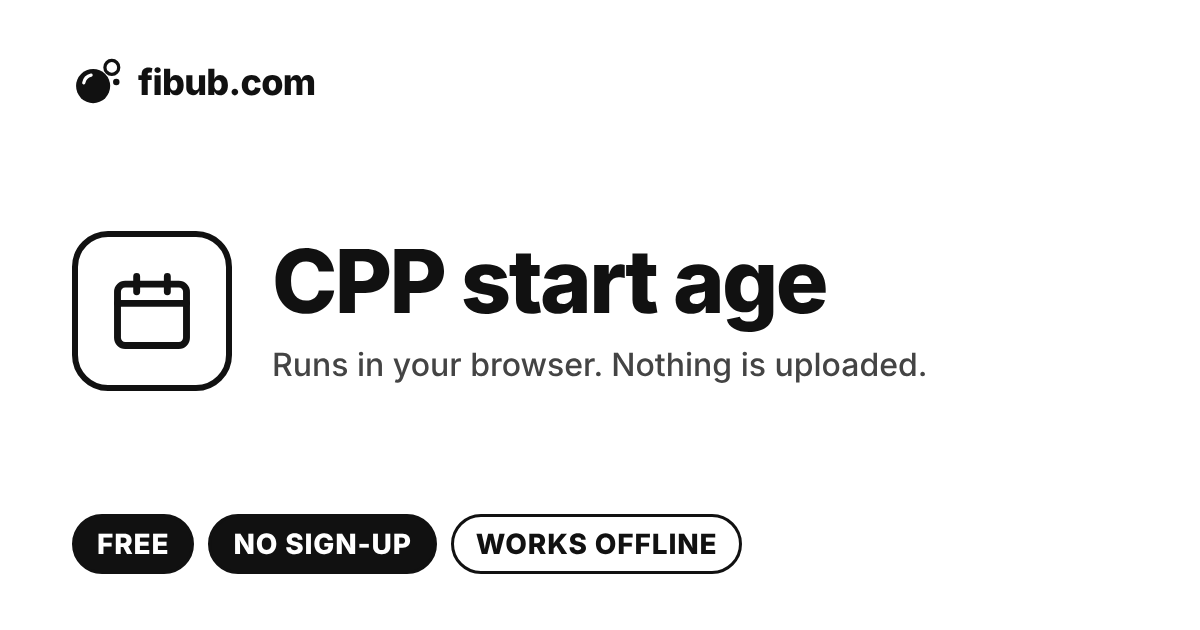 fibub.com
CPP start age
Runs in your browser. Nothing is uploaded.
FREE
NO SIGN-UP
WORKS OFFLINE